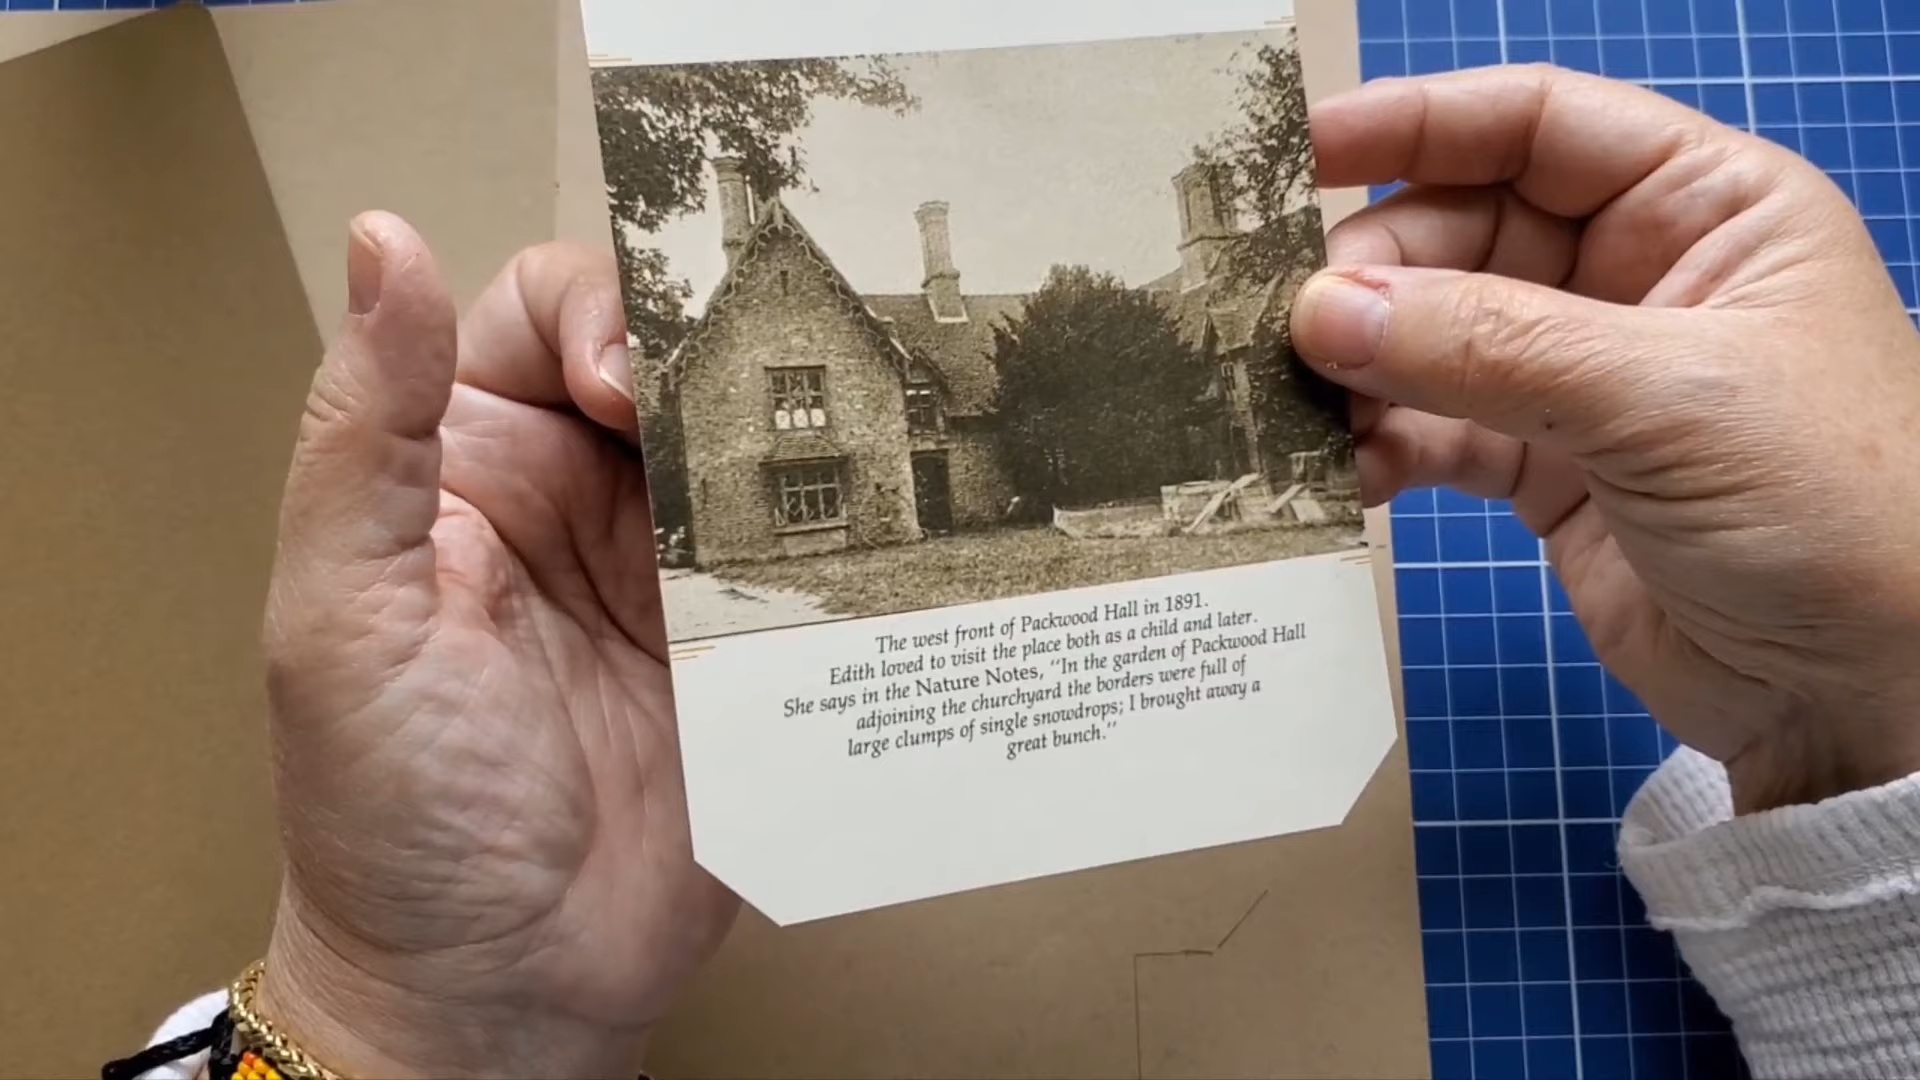 The west front of Packwood Hall in 1891.
Edith loved to visit the place both as a child and later.
She says in the Nature Notes, "In the garden of Packwood Hall
adjoining the churchyard the borders were full of
large clumps of single snowdrops; I brought away a
great bunch."